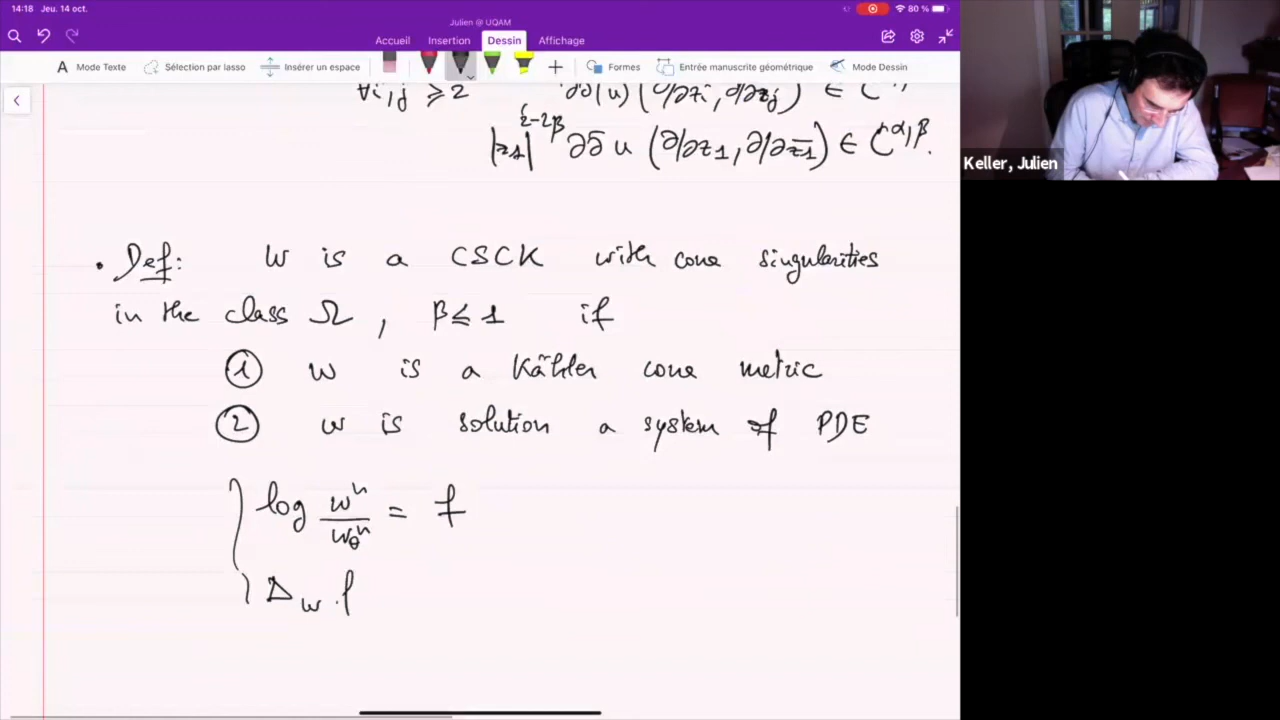 14:18 Jeu. 14 oct.
80 %
Julien @ UQAM
Accueil Insertion Dessin Affichage
A Mode Texte Sélection par lasso Insérer un espace Formes Entrée manuscrite géométrique Mode Dessin
∀i,j ≥ 2 ∂∂̄(u) (∂/∂zi, ∂/∂z̄j) ∈ C
|z1|^{2-2β} ∂∂̄ u (∂/∂z1, ∂/∂z̄1) ∈ C^{α,β}.
Keller, Julien
• Def: W is a CSCK with cone singularities
in the class Ω, β ≤ 1 if
① w is a Kähler cone metric
② w is solution a system of PDE
log w^n / w_θ^n = f
Δ_w